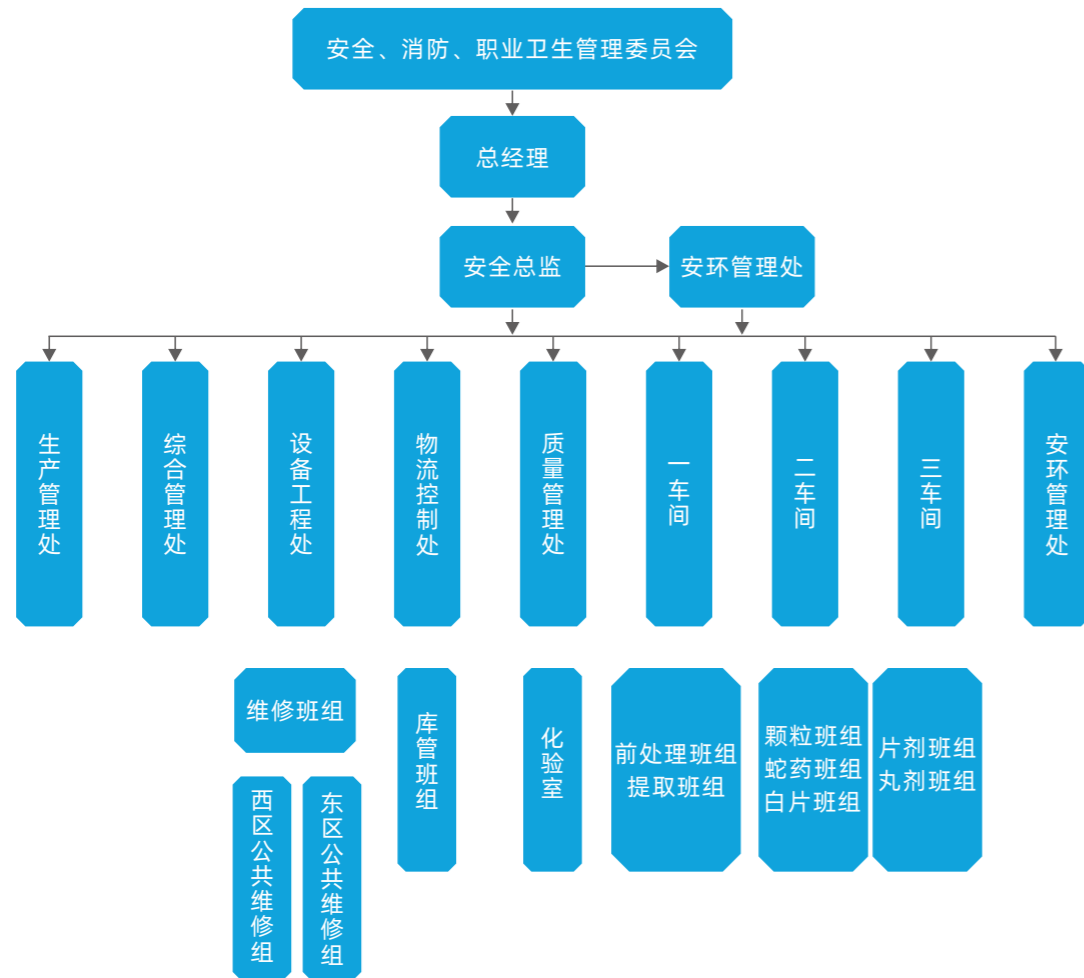 安全、消防、职业卫生管理委员会
总经理
安全总监
安环管理处
生产管理处
综合管理处
设备工程处
物流控制处
质量管理处
一车间
二车间
三车间
安环管理处
维修班组
西区公共维修组
东区公共维修组
库管班组
化验室
前处理班组
提取班组
颗粒班组
蛇药班组
白片班组
片剂班组
丸剂班组